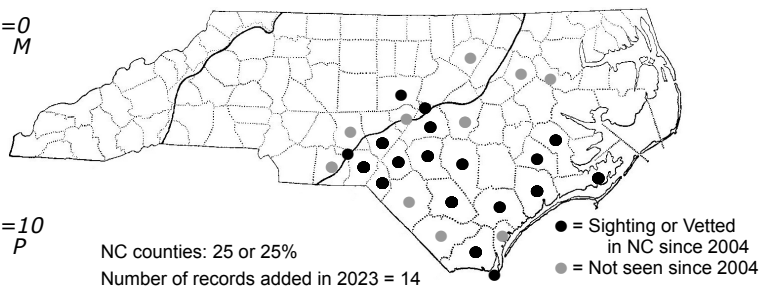 =0
M
=10
P
NC counties: 25 or 25%
Number of records added in 2023 = 14
= Sighting or Vetted
in NC since 2004
= Not seen since 2004